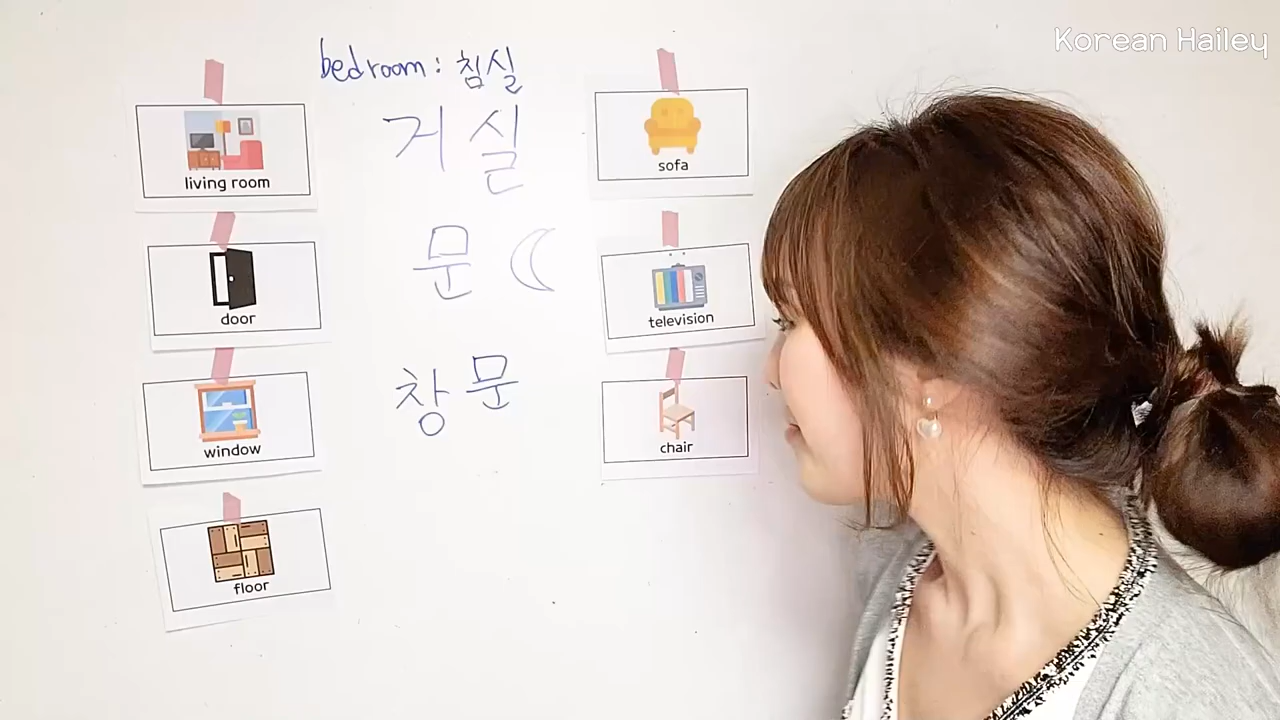 Korean Hailey
bedroom : 침실
living room
거실
sofa
door
문
television
window
창문
chair
floor